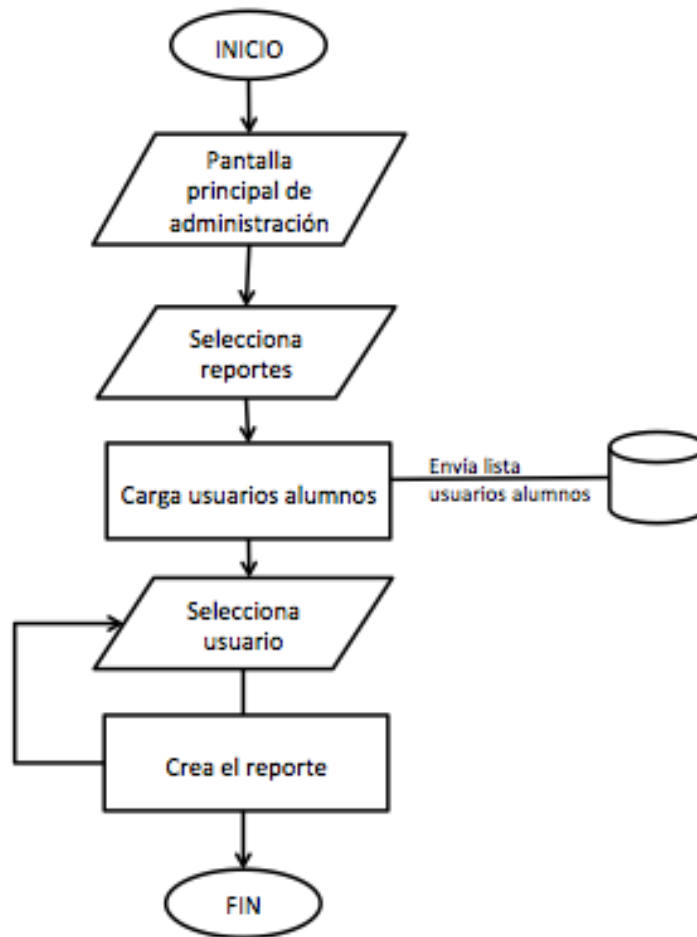 INICIO
Pantalla
principal de
administración
Selecciona
reportes
Carga usuarios alumnos
Envia lista
usuarios alumnos
Selecciona
usuario
Crea el reporte
FIN